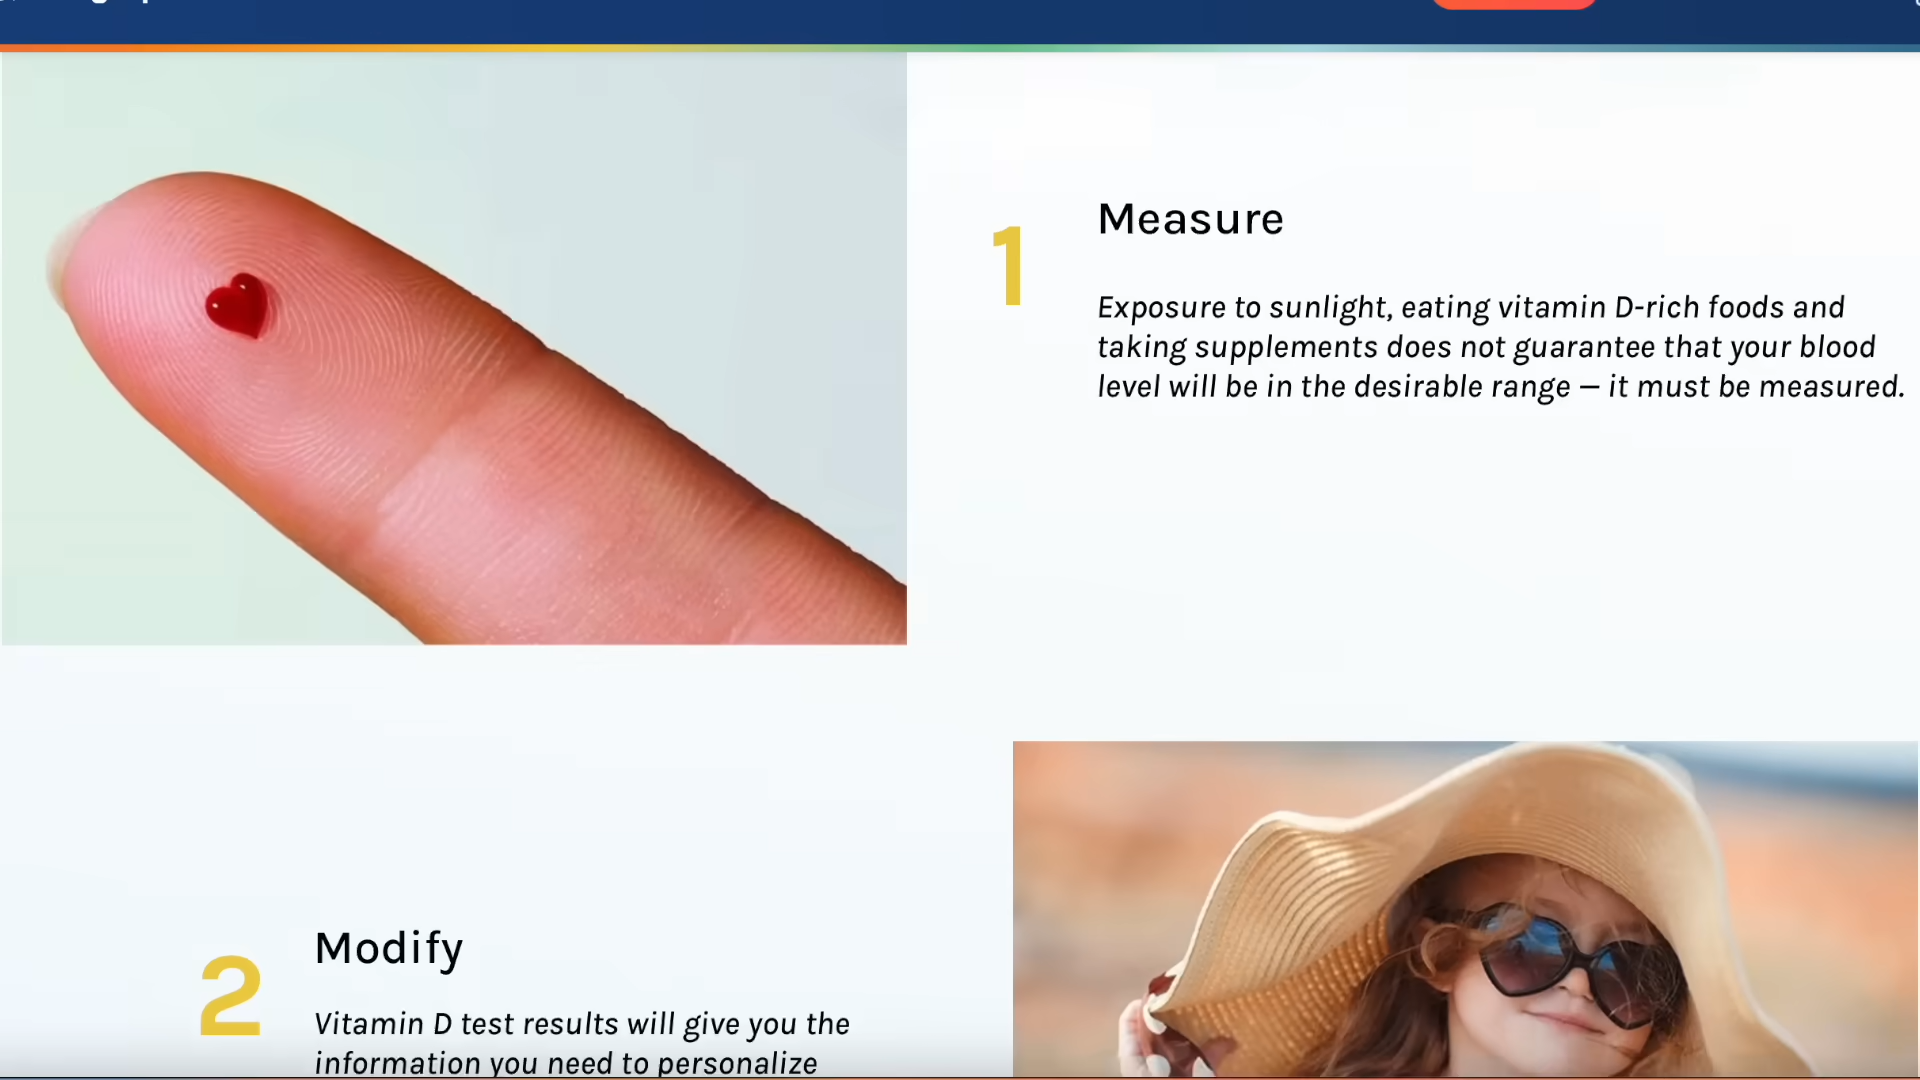 1
Measure
Exposure to sunlight, eating vitamin D-rich foods and
taking supplements does not guarantee that your blood
level will be in the desirable range — it must be measured.
2
Modify
Vitamin D test results will give you the
information you need to personalize